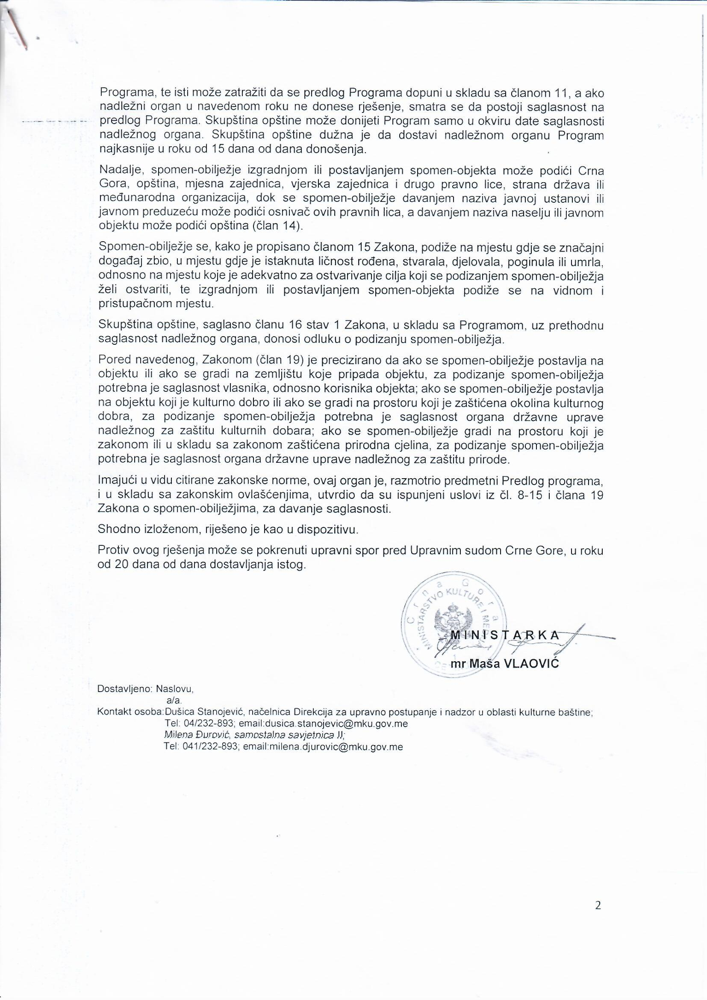 Programa, te isti može zatražiti da se predlog Programa dopuni u skladu sa članom 11, a ako
nadležni organ u navedenom roku ne donese rješenje, smatra se da postoji saglasnost na
predlog Programa. Skupština opštine može donijeti Program samo u okviru date saglasnosti
nadležnog organa. Skupština opštine dužna je da dostavi nadležnom organu Program
najkasnije u roku od 15 dana od dana donošenja.
Nadalje, spomen-obilježje izgradnjom ili postavljanjem spomen-objekta može podići Crna
Gora, opština, mjesna zajednica, vjerska zajednica i drugo pravno lice, strana država ili
međunarodna organizacija, dok se spomen-obilježje davanjem naziva javnoj ustanovi ili
javnom preduzeću može podići osnivač ovih pravnih lica, a davanjem naziva naselju ili javnom
objektu može podići opština (član 14).
Spomen-obilježje se, kako je propisano članom 15 Zakona, podiže na mjestu gdje se značajni
događaj zbio, u mjestu gdje je istaknuta ličnost rođena, stvarala, djelovala, poginula ili umrla,
odnosno na mjestu koje je adekvatno za ostvarivanje cilja koji se podizanjem spomen-obilježja
želi ostvariti, te izgradnjom ili postavljanjem spomen-objekta podiže se na vidnom i
pristupačnom mjestu.
Skupština opštine, saglasno članu 16 stav 1 Zakona, u skladu sa Programom, uz prethodnu
saglasnost nadležnog organa, donosi odluku o podizanju spomen-obilježja.
Pored navedenog, Zakonom (član 19) je precizirano da ako se spomen-obilježje postavlja na
objektu ili ako se gradi na zemljištu koje pripada objektu, za podizanje spomen-obilježja
potrebna je saglasnost vlasnika, odnosno korisnika objekta; ako se spomen-obilježje postavlja
na objektu koji je kulturno dobro ili ako se gradi na prostoru koji je zaštićena okolina kulturnog
dobra, za podizanje spomen-obilježja potrebna je saglasnost organa državne uprave
nadležnog za zaštitu kulturnih dobara; ako se spomen-obilježje gradi na prostoru koji je
zakonom ili u skladu sa zakonom zaštićena prirodna cjelina, za podizanje spomen-obilježja
potrebna je saglasnost organa državne uprave nadležnog za zaštitu prirode.
Imajući u vidu citirane zakonske norme, ovaj organ je, razmotrio predmetni Predlog programa,
i u skladu sa zakonskim ovlašćenjima, utvrdio da su ispunjeni uslovi iz čl. 8-15 i člana 19
Zakona o spomen-obilježjima, za davanje saglasnosti.
Shodno izloženom, riješeno je kao u dispozitivu.
Protiv ovog rješenja može se pokrenuti upravni spor pred Upravnim sudom Crne Gore, u roku
od 20 dana od dana dostavljanja istog.
Crna Gora
MINISTARSTVO KULTURE I MEDIJA
1
MINISTARKA
mr Maša VLAOVIĆ
Dostavljeno: Naslovu,
a/a.
Kontakt osoba:Dušica Stanojević, načelnica Direkcija za upravno postupanje i nadzor u oblasti kulturne baštine;
Tel: 04/232-893; email:dusica.stanojevic@mku.gov.me
Milena Đurović, samostalna savjetnica II;
Tel: 041/232-893; email:milena.djurovic@mku.gov.me
2